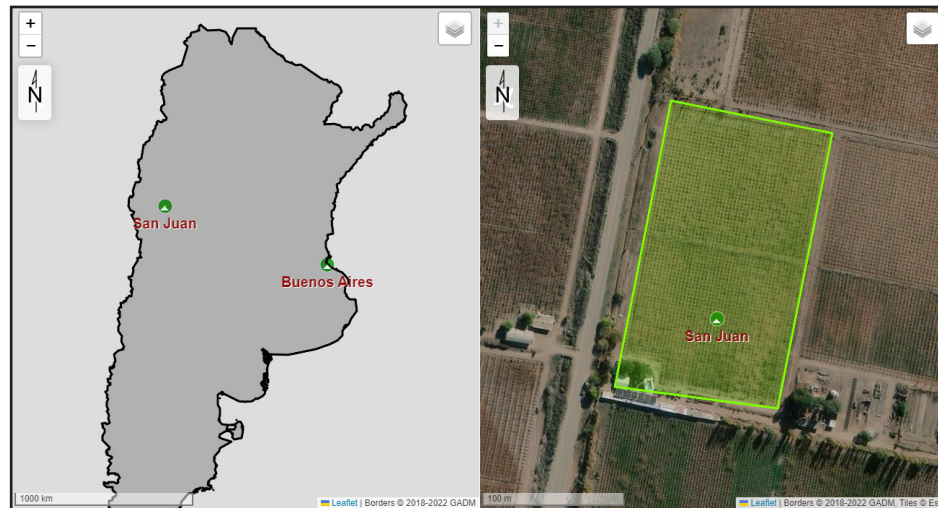 +
−
N
San Juan
Buenos Aires
1000 km
Leaflet | Borders © 2018-2022 GADM
+
−
N
San Juan
100 m
Leaflet | Borders © 2018-2022 GADM, Tiles © Es